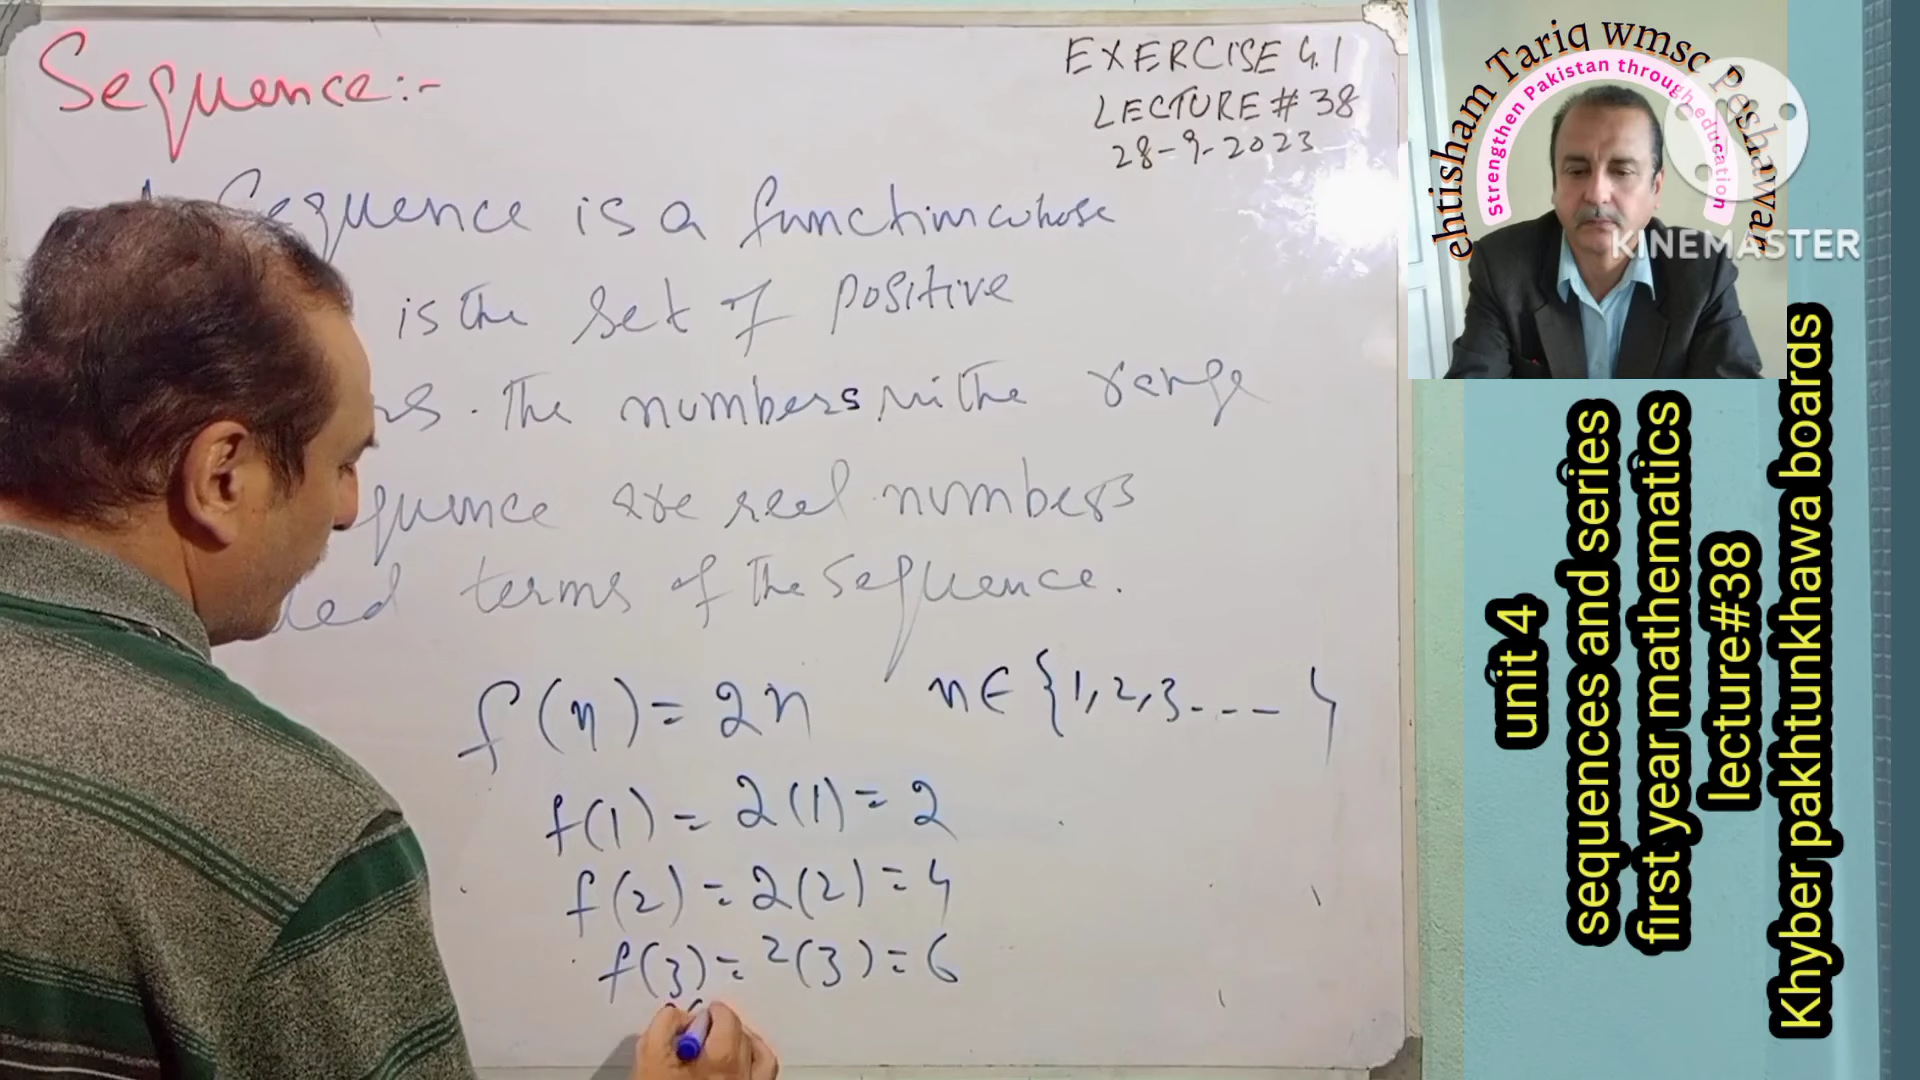 Sequence:-
EXERCISE 4.1
LECTURE # 38
28-9-2023
A Sequence is a function whose
is the set of positive
The numbers in the range
are real numbers
terms of the sequence.
f(n) = 2n n∈{1,2,3---- }
f(1) = 2(1) = 2
f(2) = 2(2) = 4
f(3) = 2(3) = 6
ehtisham Tariq wmsc Peshawar
Strengthen Pakistan through education
KINEMASTER
unit 4
sequences and series
first year mathematics
lecture#38
Khyber pakhtunkhawa boards